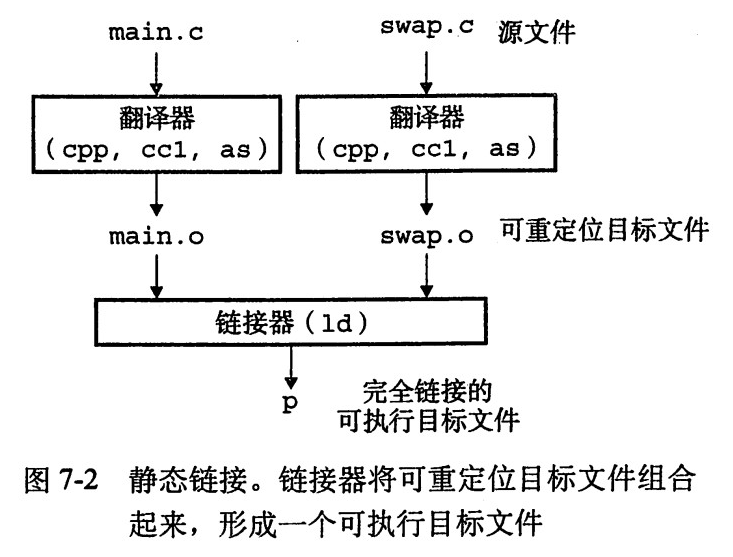 main.c swap.c 源文件
翻译器 翻译器
(cpp, cc1, as) (cpp, cc1, as)
main.o swap.o 可重定位目标文件
链接器(ld)
p 完全链接的
可执行目标文件
图 7-2 静态链接。链接器将可重定位目标文件组合
起来，形成一个可执行目标文件